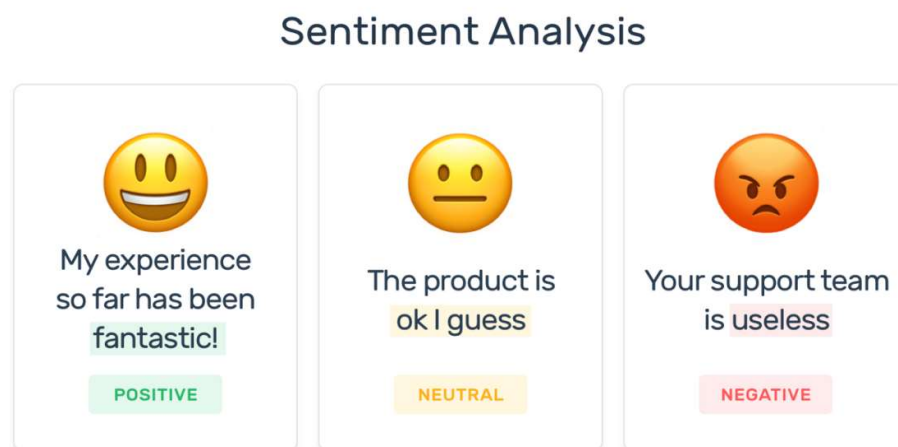 Sentiment Analysis
My experience
so far has been
fantastic!
POSITIVE
The product is
ok I guess
NEUTRAL
Your support team
is useless
NEGATIVE